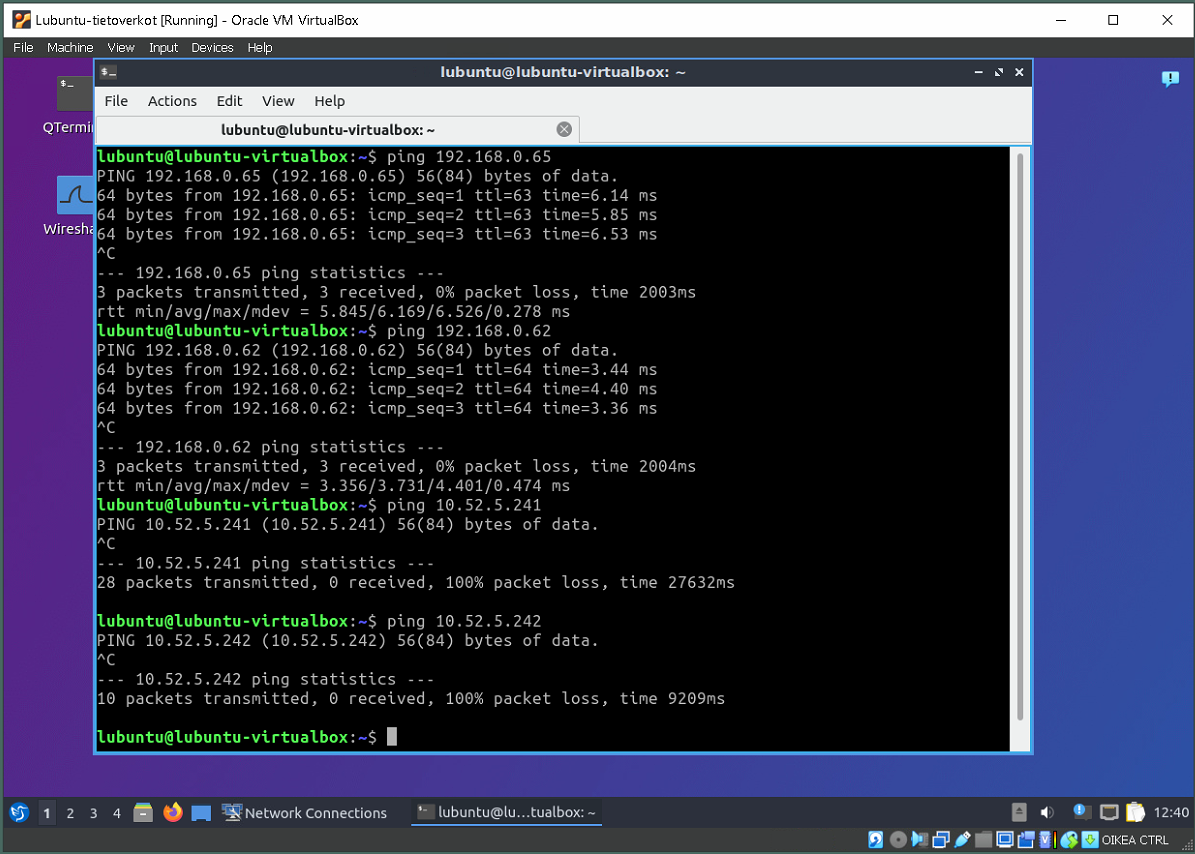 Lubuntu-tietoverkot [Running] - Oracle VM VirtualBox
File Machine View Input Devices Help
lubuntu@lubuntu-virtualbox: ~
File Actions Edit View Help
lubuntu@lubuntu-virtualbox: ~
QTermi
Wiresha
lubuntu@lubuntu-virtualbox:~$ ping 192.168.0.65
PING 192.168.0.65 (192.168.0.65) 56(84) bytes of data.
64 bytes from 192.168.0.65: icmp_seq=1 ttl=63 time=6.14 ms
64 bytes from 192.168.0.65: icmp_seq=2 ttl=63 time=5.85 ms
64 bytes from 192.168.0.65: icmp_seq=3 ttl=63 time=6.53 ms
^C
--- 192.168.0.65 ping statistics ---
3 packets transmitted, 3 received, 0% packet loss, time 2003ms
rtt min/avg/max/mdev = 5.845/6.169/6.526/0.278 ms
lubuntu@lubuntu-virtualbox:~$ ping 192.168.0.62
PING 192.168.0.62 (192.168.0.62) 56(84) bytes of data.
64 bytes from 192.168.0.62: icmp_seq=1 ttl=64 time=3.44 ms
64 bytes from 192.168.0.62: icmp_seq=2 ttl=64 time=4.40 ms
64 bytes from 192.168.0.62: icmp_seq=3 ttl=64 time=3.36 ms
^C
--- 192.168.0.62 ping statistics ---
3 packets transmitted, 3 received, 0% packet loss, time 2004ms
rtt min/avg/max/mdev = 3.356/3.731/4.401/0.474 ms
lubuntu@lubuntu-virtualbox:~$ ping 10.52.5.241
PING 10.52.5.241 (10.52.5.241) 56(84) bytes of data.
^C
--- 10.52.5.241 ping statistics ---
28 packets transmitted, 0 received, 100% packet loss, time 27632ms
lubuntu@lubuntu-virtualbox:~$ ping 10.52.5.242
PING 10.52.5.242 (10.52.5.242) 56(84) bytes of data.
^C
--- 10.52.5.242 ping statistics ---
10 packets transmitted, 0 received, 100% packet loss, time 9209ms
lubuntu@lubuntu-virtualbox:~$
1 2 3 4 Network Connections lubuntu@lu...tualbox: ~ 12:40
OIKEA CTRL